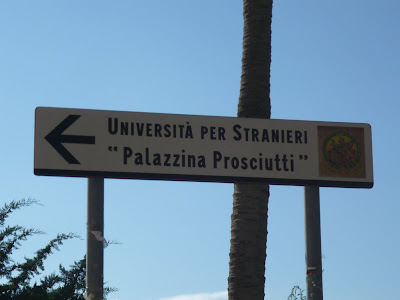 Università per Stranieri
" Palazzina Prosciutti "